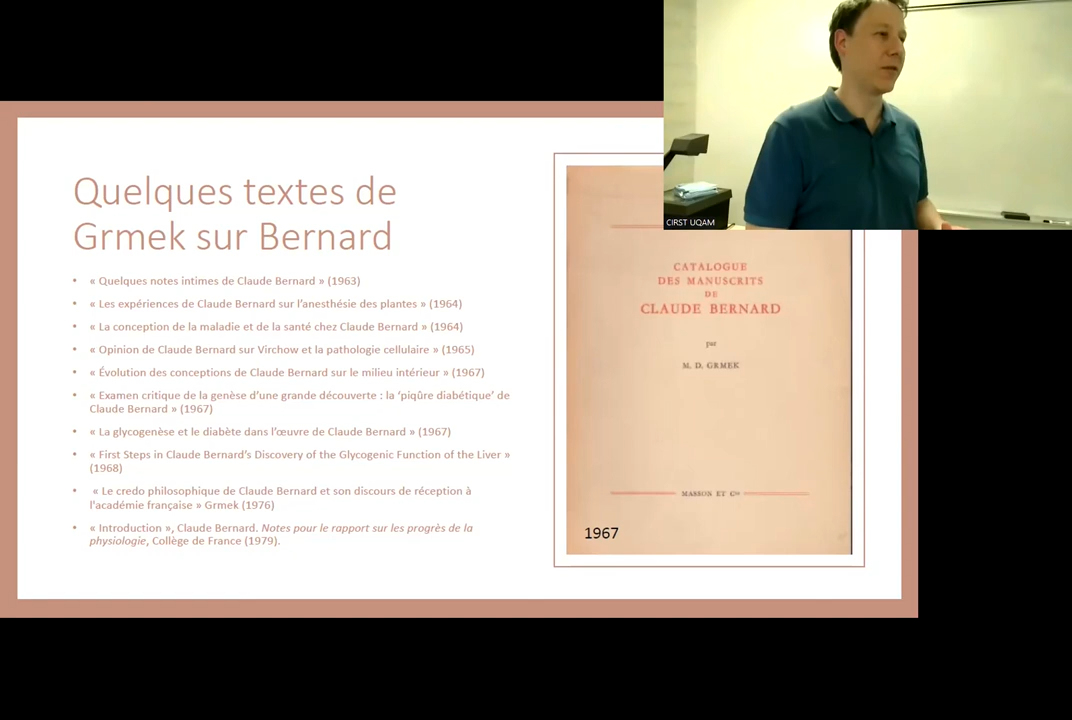 Quelques textes de
Grmek sur Bernard
• « Quelques notes intimes de Claude Bernard » (1963)
• « Les expériences de Claude Bernard sur l'anesthésie des plantes » (1964)
• « La conception de la maladie et de la santé chez Claude Bernard » (1964)
• « Opinion de Claude Bernard sur Virchow et la pathologie cellulaire » (1965)
• « Évolution des conceptions de Claude Bernard sur le milieu intérieur » (1967)
• « Examen critique de la genèse d'une grande découverte : la 'piqûre diabétique' de
Claude Bernard » (1967)
• « La glycogenèse et le diabète dans l'œuvre de Claude Bernard » (1967)
• « First Steps in Claude Bernard's Discovery of the Glycogenic Function of the Liver »
(1968)
• « Le credo philosophique de Claude Bernard et son discours de réception à
l'académie française » Grmek (1976)
• « Introduction », Claude Bernard. Notes pour le rapport sur les progrès de la
physiologie, Collège de France (1979).
CATALOGUE
DES MANUSCRITS
DE
CLAUDE BERNARD
par
M. D. GRMEK
MASSON ET Cie
1967
CIRST UQAM